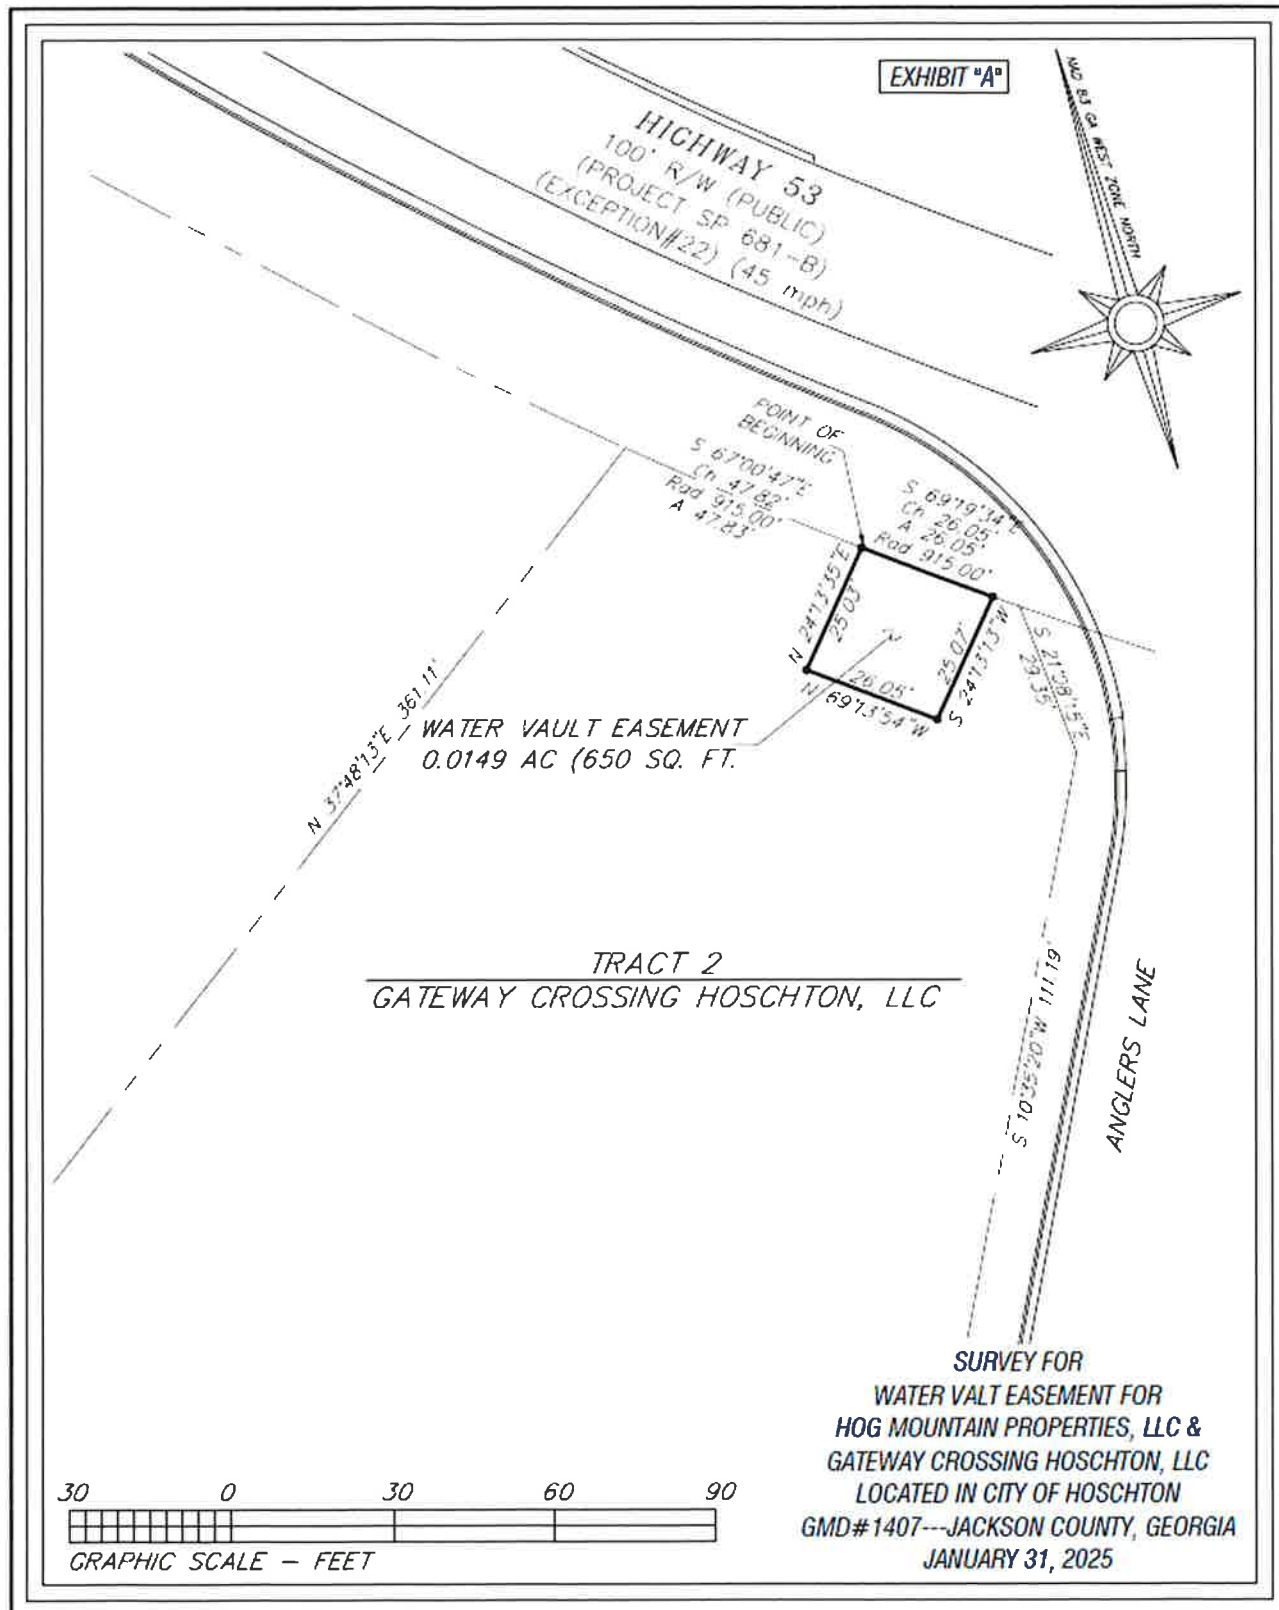 EXHIBIT "A"
NAD 83 GA WEST ZONE NORTH
HIGHWAY 53
100' R/W (PUBLIC)
(PROJECT SP 681-B)
(EXCEPTION#22) (45 mph)
POINT OF
BEGINNING
S 67°00'47"E
Ch 47.82'
Rad 915.00'
A 47.83'
S 69°19'34"E
Ch 26.05'
A 26.05'
Rad 915.00'
N 24°13'35"E
25.03'
25.07'
S 24°13'13"W
26.05'
N 69°13'54"W
S 21°08'15"E
29.35'
N 37°48'13"E 361.11'
WATER VAULT EASEMENT
0.0149 AC (650 SQ. FT.
TRACT 2
GATEWAY CROSSING HOSCHTON, LLC
S 10°35'20"W 111.19'
ANGLERS LANE
SURVEY FOR
WATER VALT EASEMENT FOR
HOG MOUNTAIN PROPERTIES, LLC &
GATEWAY CROSSING HOSCHTON, LLC
LOCATED IN CITY OF HOSCHTON
GMD#1407---JACKSON COUNTY, GEORGIA
JANUARY 31, 2025
30 0 30 60 90
GRAPHIC SCALE - FEET